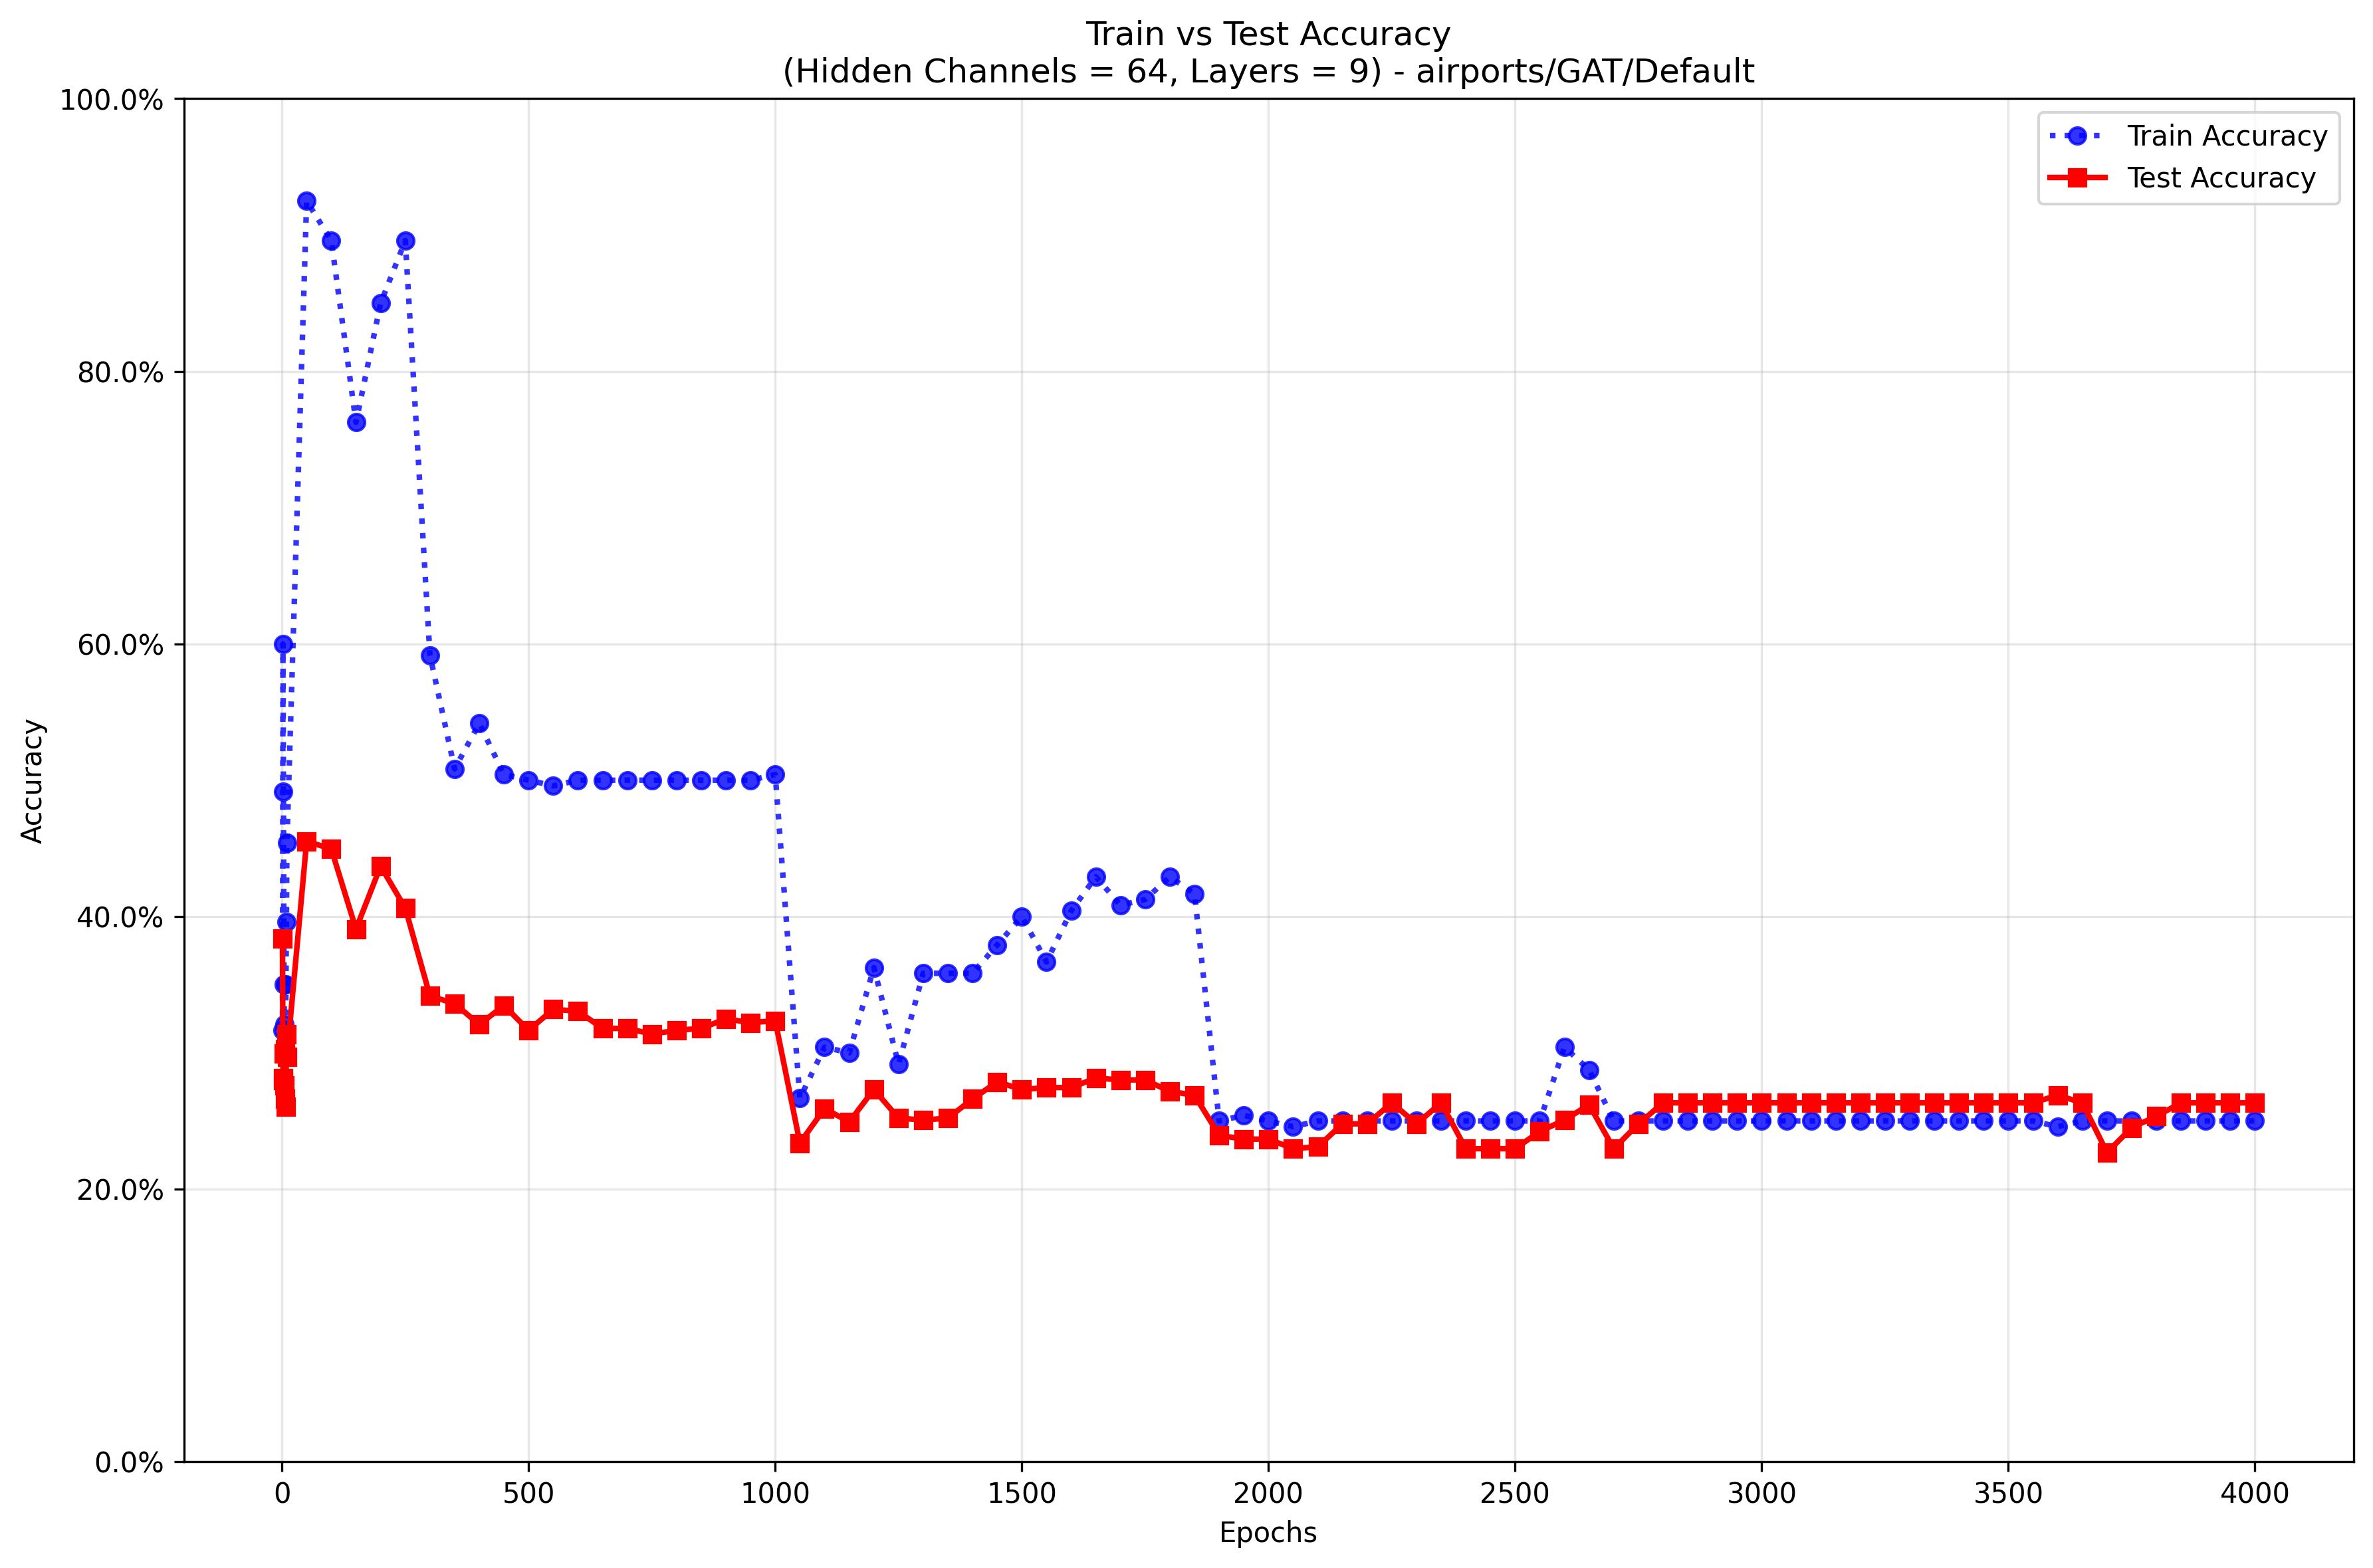 Train vs Test Accuracy
(Hidden Channels = 64, Layers = 9) - airports/GAT/Default
100.0%
80.0%
60.0%
40.0%
20.0%
0.0%
Accuracy
Train Accuracy
Test Accuracy
0
500
1000
1500
2000
2500
3000
3500
4000
Epochs